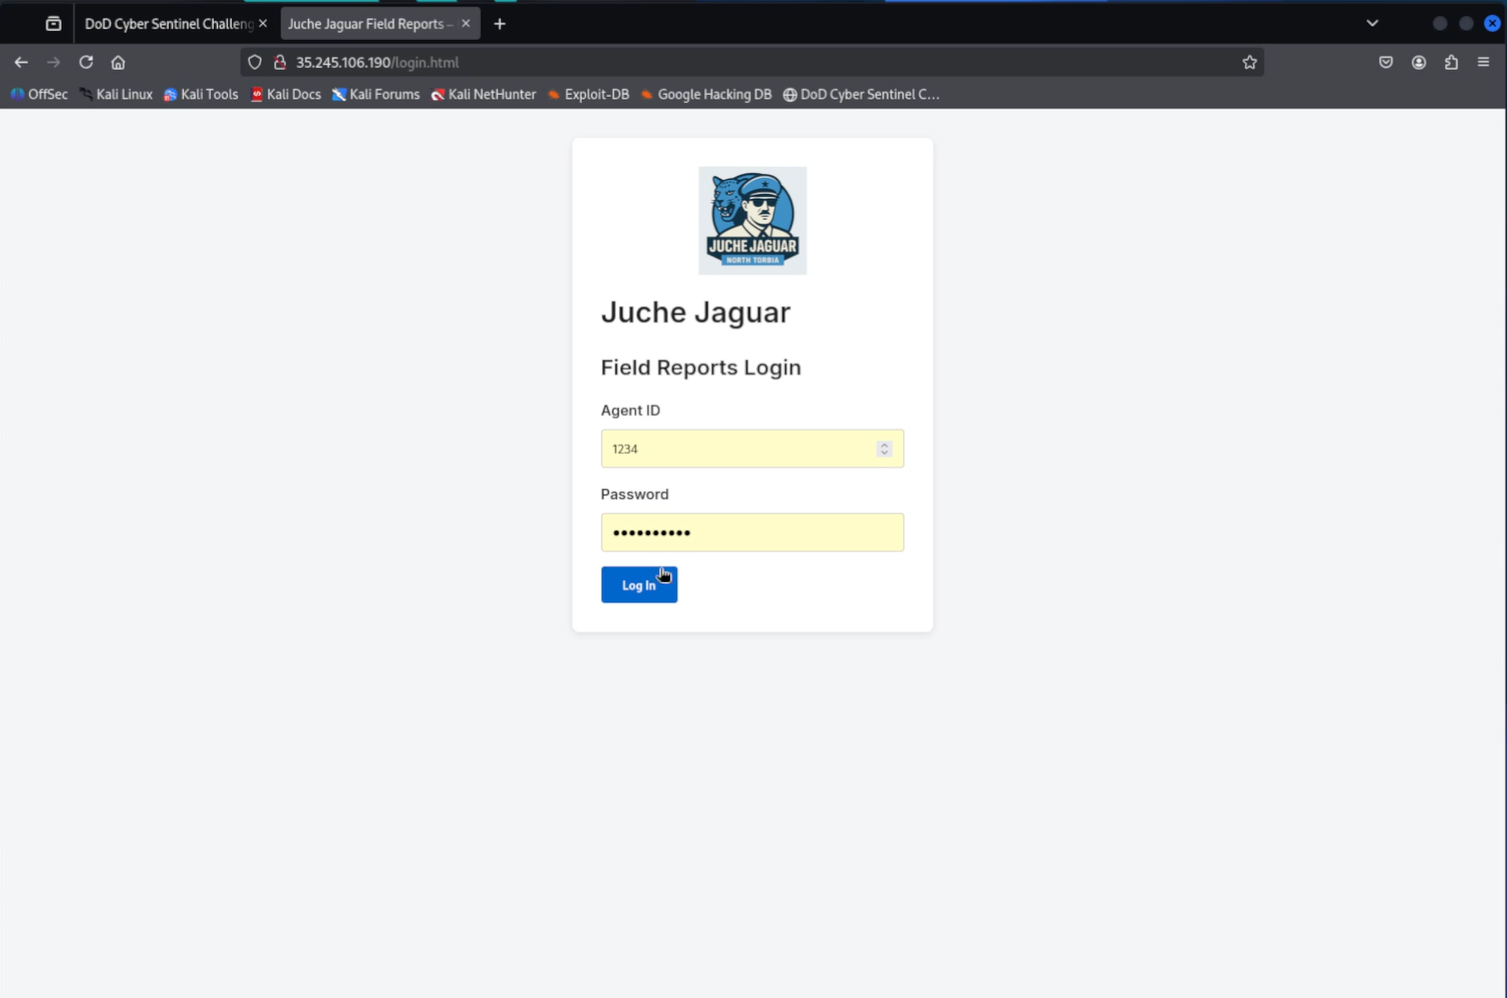 DoD Cyber Sentinel Challeng
Juche Jaguar Field Reports –
35.245.106.190/login.html
OffSec Kali Linux Kali Tools Kali Docs Kali Forums Kali NetHunter Exploit-DB Google Hacking DB DoD Cyber Sentinel C...
JUCHE JAGUAR
NORTH TORBIA
Juche Jaguar
Field Reports Login
Agent ID
1234
Password
Log In